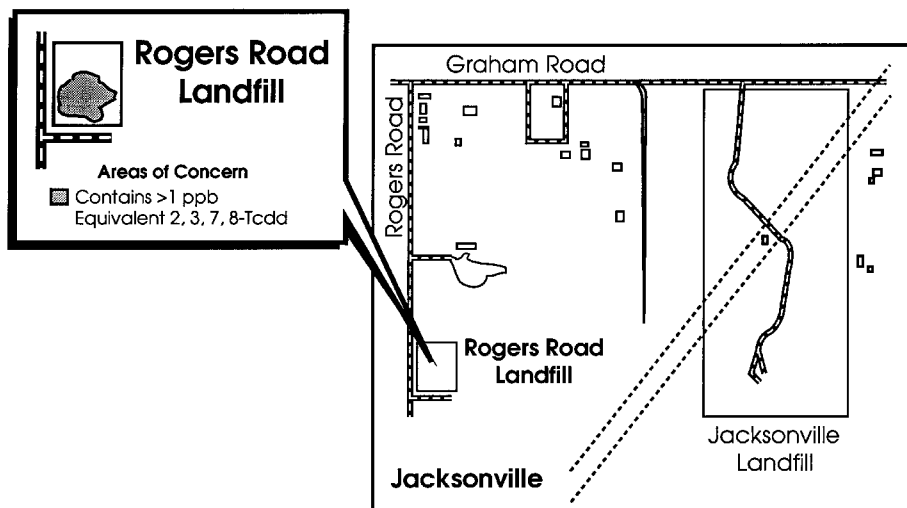 Rogers Road
Landfill
Areas of Concern
Contains >1 ppb
Equivalent 2, 3, 7, 8-Tcdd
Graham Road
Rogers Road
Rogers Road
Landfill
Jacksonville
Landfill
Jacksonville